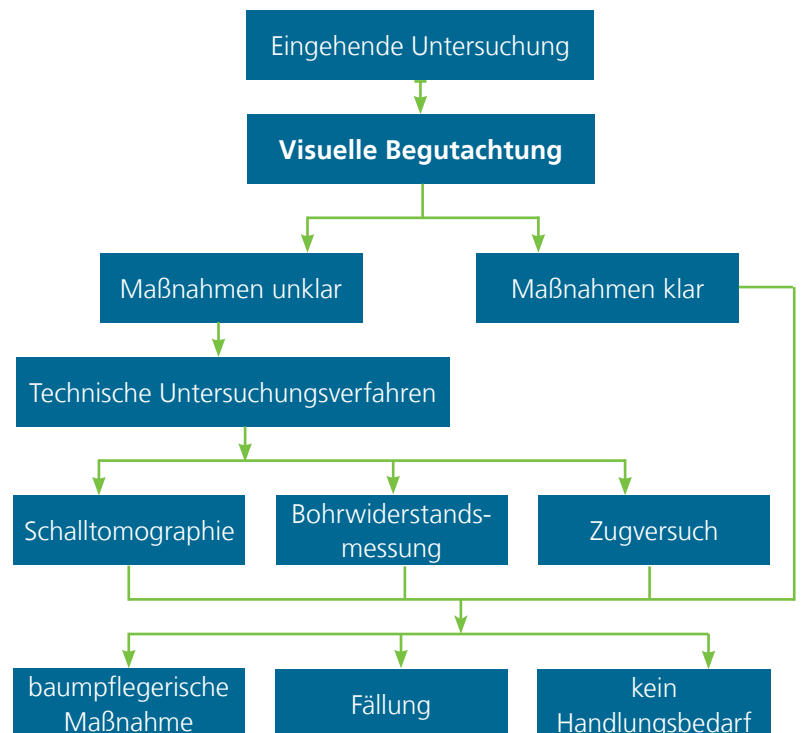 Eingehende Untersuchung
Visuelle Begutachtung
Maßnahmen unklar
Maßnahmen klar
Technische Untersuchungsverfahren
Schalltomographie
Bohrwiderstands-
messung
Zugversuch
baumpflegerische
Maßnahme
Fällung
kein
Handlungsbedarf